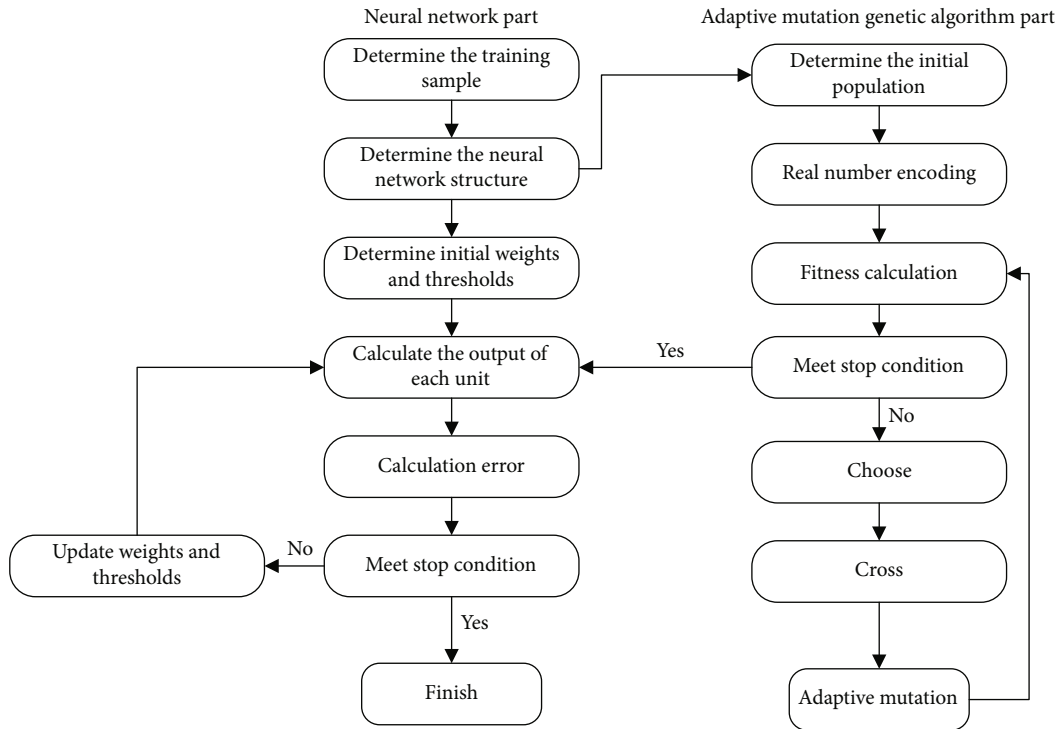 Neural network part
Determine the training
sample
Determine the neural
network structure
Determine initial weights
and thresholds
Calculate the output of
each unit
Calculation error
Meet stop condition
No
Update weights and
thresholds
Yes
Finish
Adaptive mutation genetic algorithm part
Determine the initial
population
Real number encoding
Fitness calculation
Meet stop condition
Yes
No
Choose
Cross
Adaptive mutation